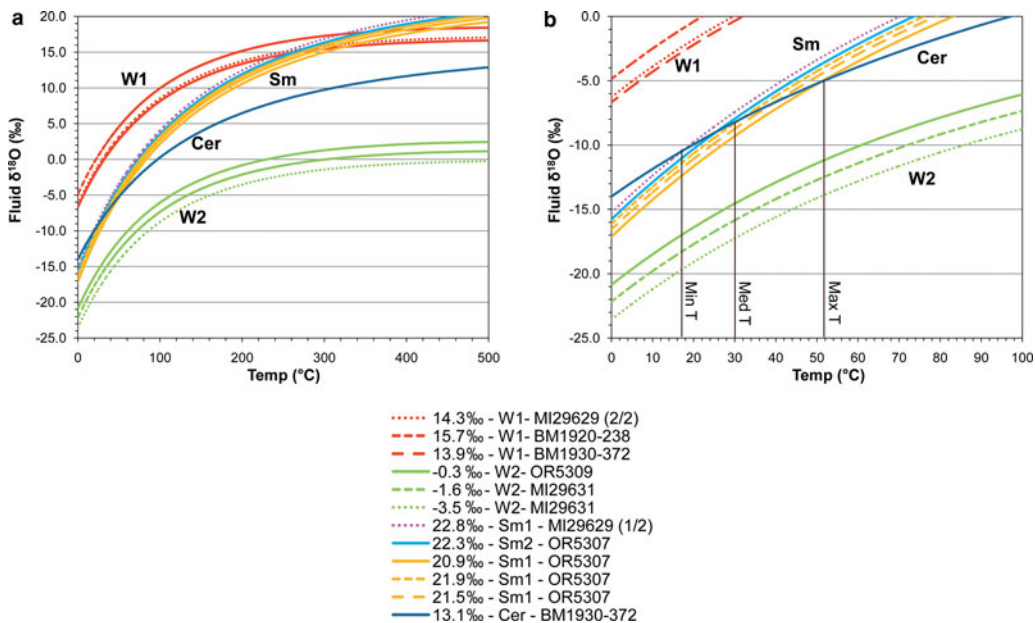 a
20.0
15.0
10.0
5.0
0.0
-5.0
-10.0
-15.0
-20.0
-25.0
Fluid δ18O (‰)
W1
Sm
Cer
W2
0
100
200
300
400
500
Temp (°C)
b
0.0
-5.0
-10.0
-15.0
-20.0
-25.0
Fluid δ18O (‰)
W1
Sm
Cer
W2
Min T
Med T
Max T
0
10
20
30
40
50
60
70
80
90
100
Temp (°C)
14.3‰ - W1- MI29629 (2/2)
15.7‰ - W1- BM1920-238
13.9‰ - W1- BM1930-372
-0.3 ‰ - W2- OR5309
-1.6 ‰ - W2- MI29631
-3.5 ‰ - W2- MI29631
22.8‰ - Sm1 - MI29629 (1/2)
22.3‰ - Sm2 - OR5307
20.9‰ - Sm1 - OR5307
21.9‰ - Sm1 - OR5307
21.5‰ - Sm1 - OR5307
13.1‰ - Cer - BM1930-372